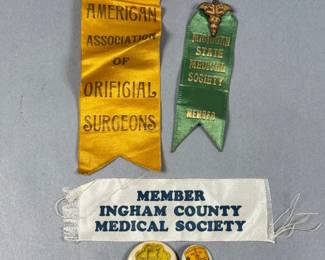 AMERICAN
ASSOCIATION
OF
ORIFICIAL
SURGEONS
MICHIGAN
STATE
MEDICAL
SOCIETY
MEMBER
MEMBER
INGHAM COUNTY
MEDICAL SOCIETY